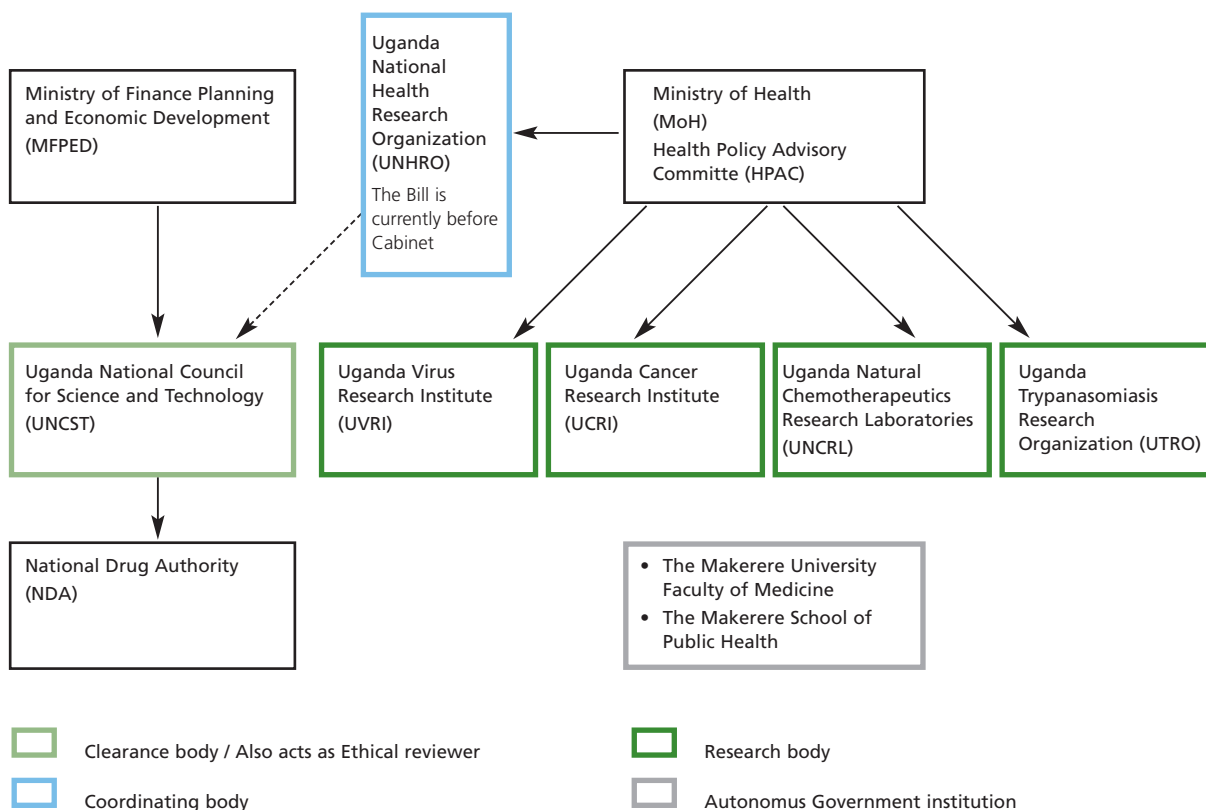 Ministry of Finance Planning
and Economic Development
(MFPED)
Uganda
National
Health
Research
Organization
(UNHRO)
The Bill is
currently before
Cabinet
Ministry of Health
(MoH)
Health Policy Advisory
Committe (HPAC)
Uganda National Council
for Science and Technology
(UNCST)
Uganda Virus
Research Institute
(UVRI)
Uganda Cancer
Research Institute
(UCRI)
Uganda Natural
Chemotherapeutics
Research Laboratories
(UNCRL)
Uganda
Trypanasomiasis
Research
Organization (UTRO)
National Drug Authority
(NDA)
• The Makerere University
Faculty of Medicine
• The Makerere School of
Public Health
Clearance body / Also acts as Ethical reviewer
Research body
Coordinating body
Autonomus Government institution